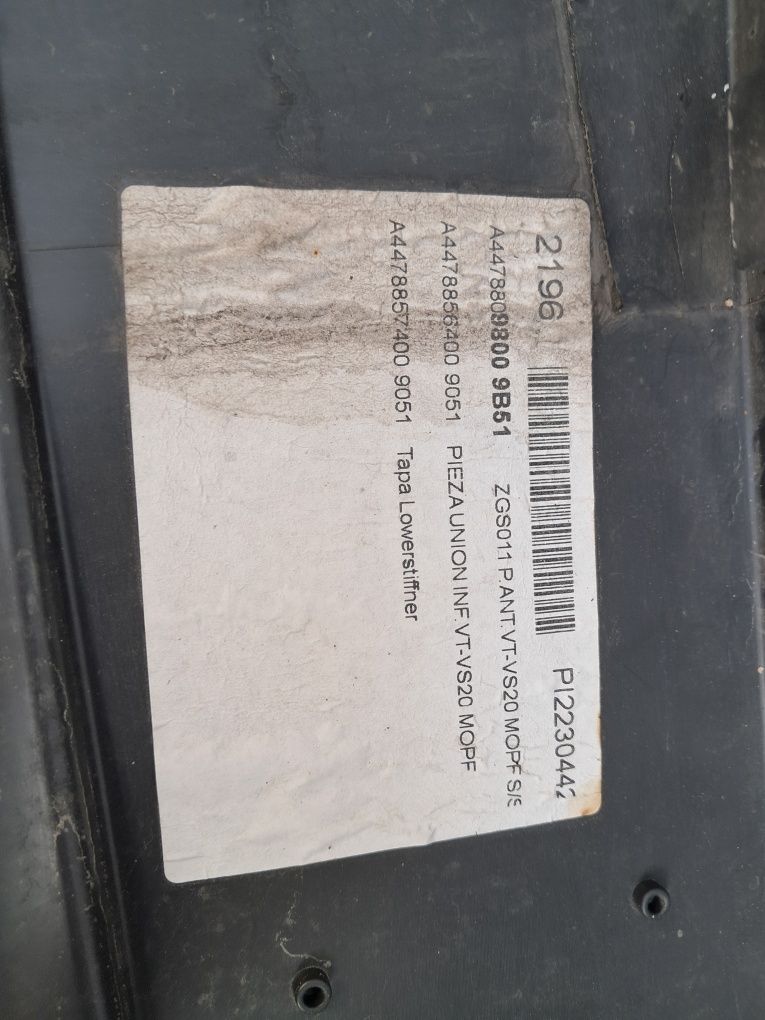 2196 PI2230442
A4478809800 9B51 ZGS011 P.ANT.VT-VS20 MOPF S/S
A4478856400 9051 PIEZA UNION INF.VT-VS20 MOPF
A4478857400 9051 Tapa Lowerstiffner